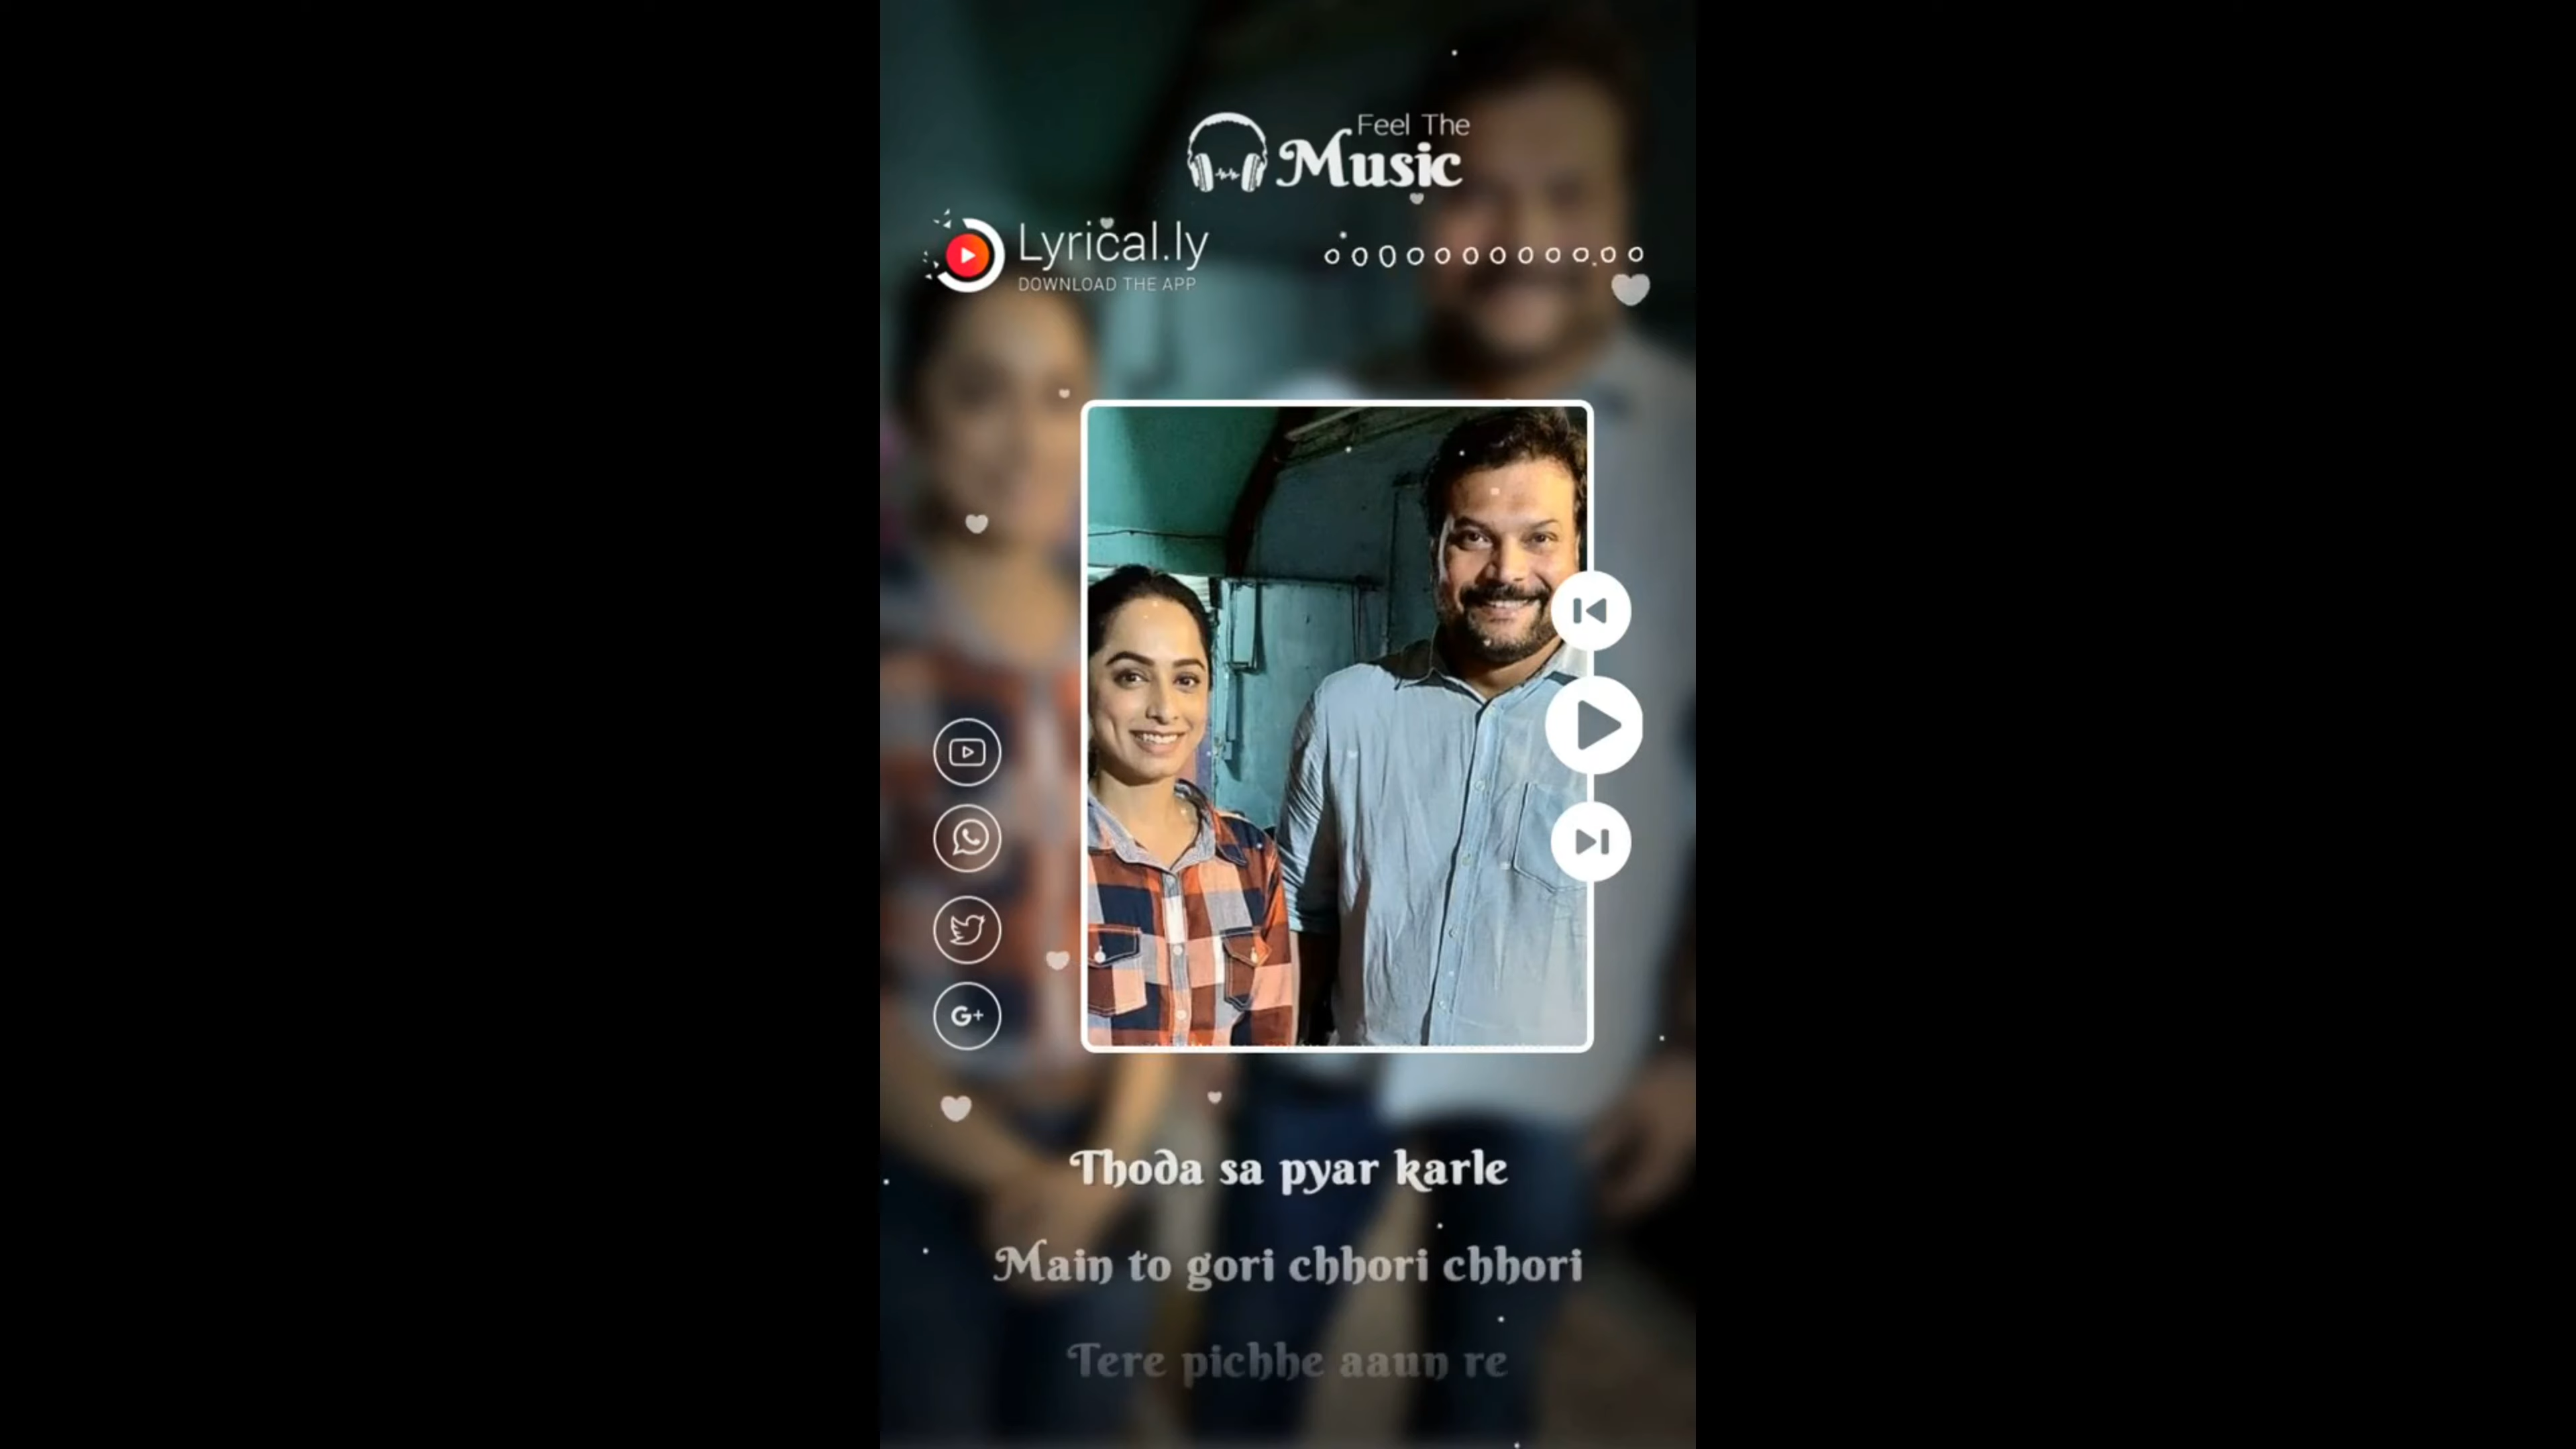 Feel The
Music
Lyrical.ly
DOWNLOAD THE APP
G+
Thoda sa pyar karle
Main to gori chhori chhori
Tere pichhe aaun re